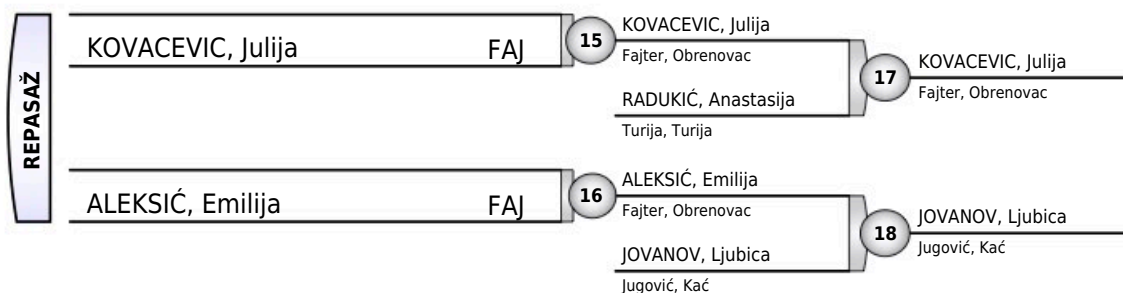 REPASAŽ
KOVACEVIC, Julija FAJ
15
KOVACEVIC, Julija
Fajter, Obrenovac
RADUKIĆ, Anastasija
Turija, Turija
17
KOVACEVIC, Julija
Fajter, Obrenovac
ALEKSIĆ, Emilija FAJ
16
ALEKSIĆ, Emilija
Fajter, Obrenovac
JOVANOV, Ljubica
Jugović, Kać
18
JOVANOV, Ljubica
Jugović, Kać